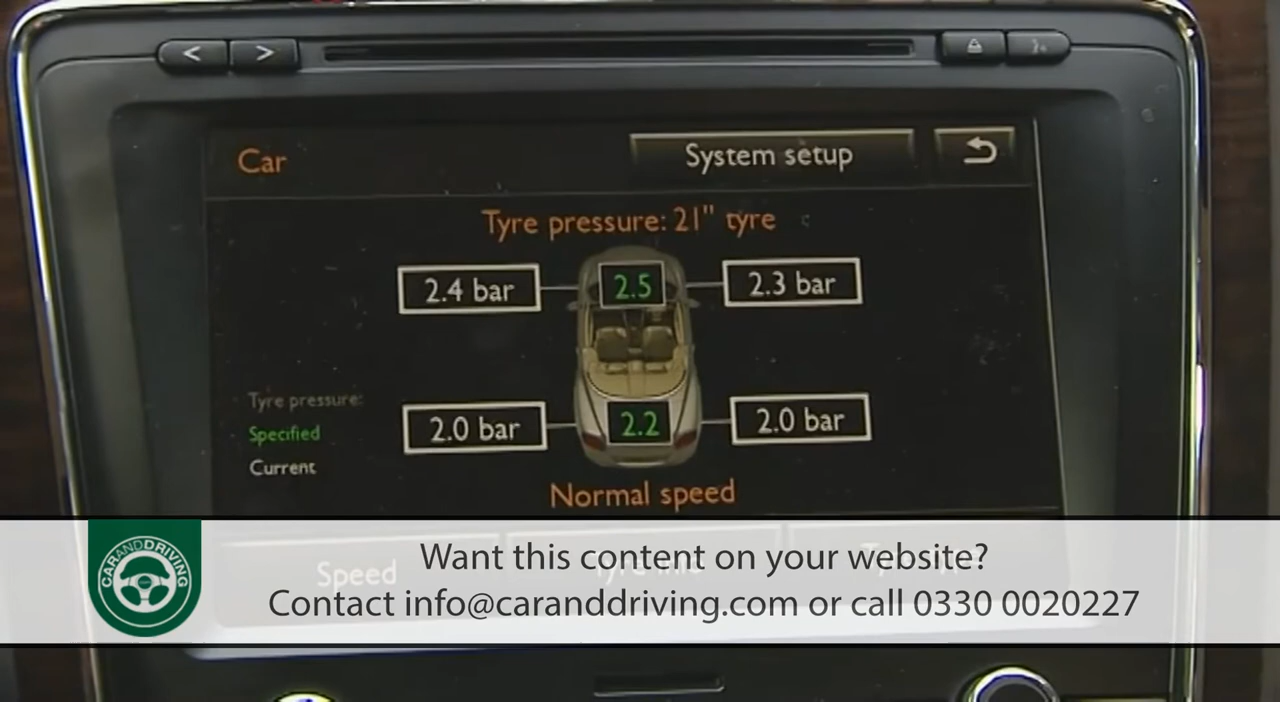 Car
System setup
Tyre pressure: 21" tyre
2.4 bar
2.5
2.3 bar
Tyre pressure:
Specified
Current
2.0 bar
2.2
2.0 bar
Normal speed
Speed
CARANDDRIVING
Want this content on your website?
Contact info@caranddriving.com or call 0330 0020227